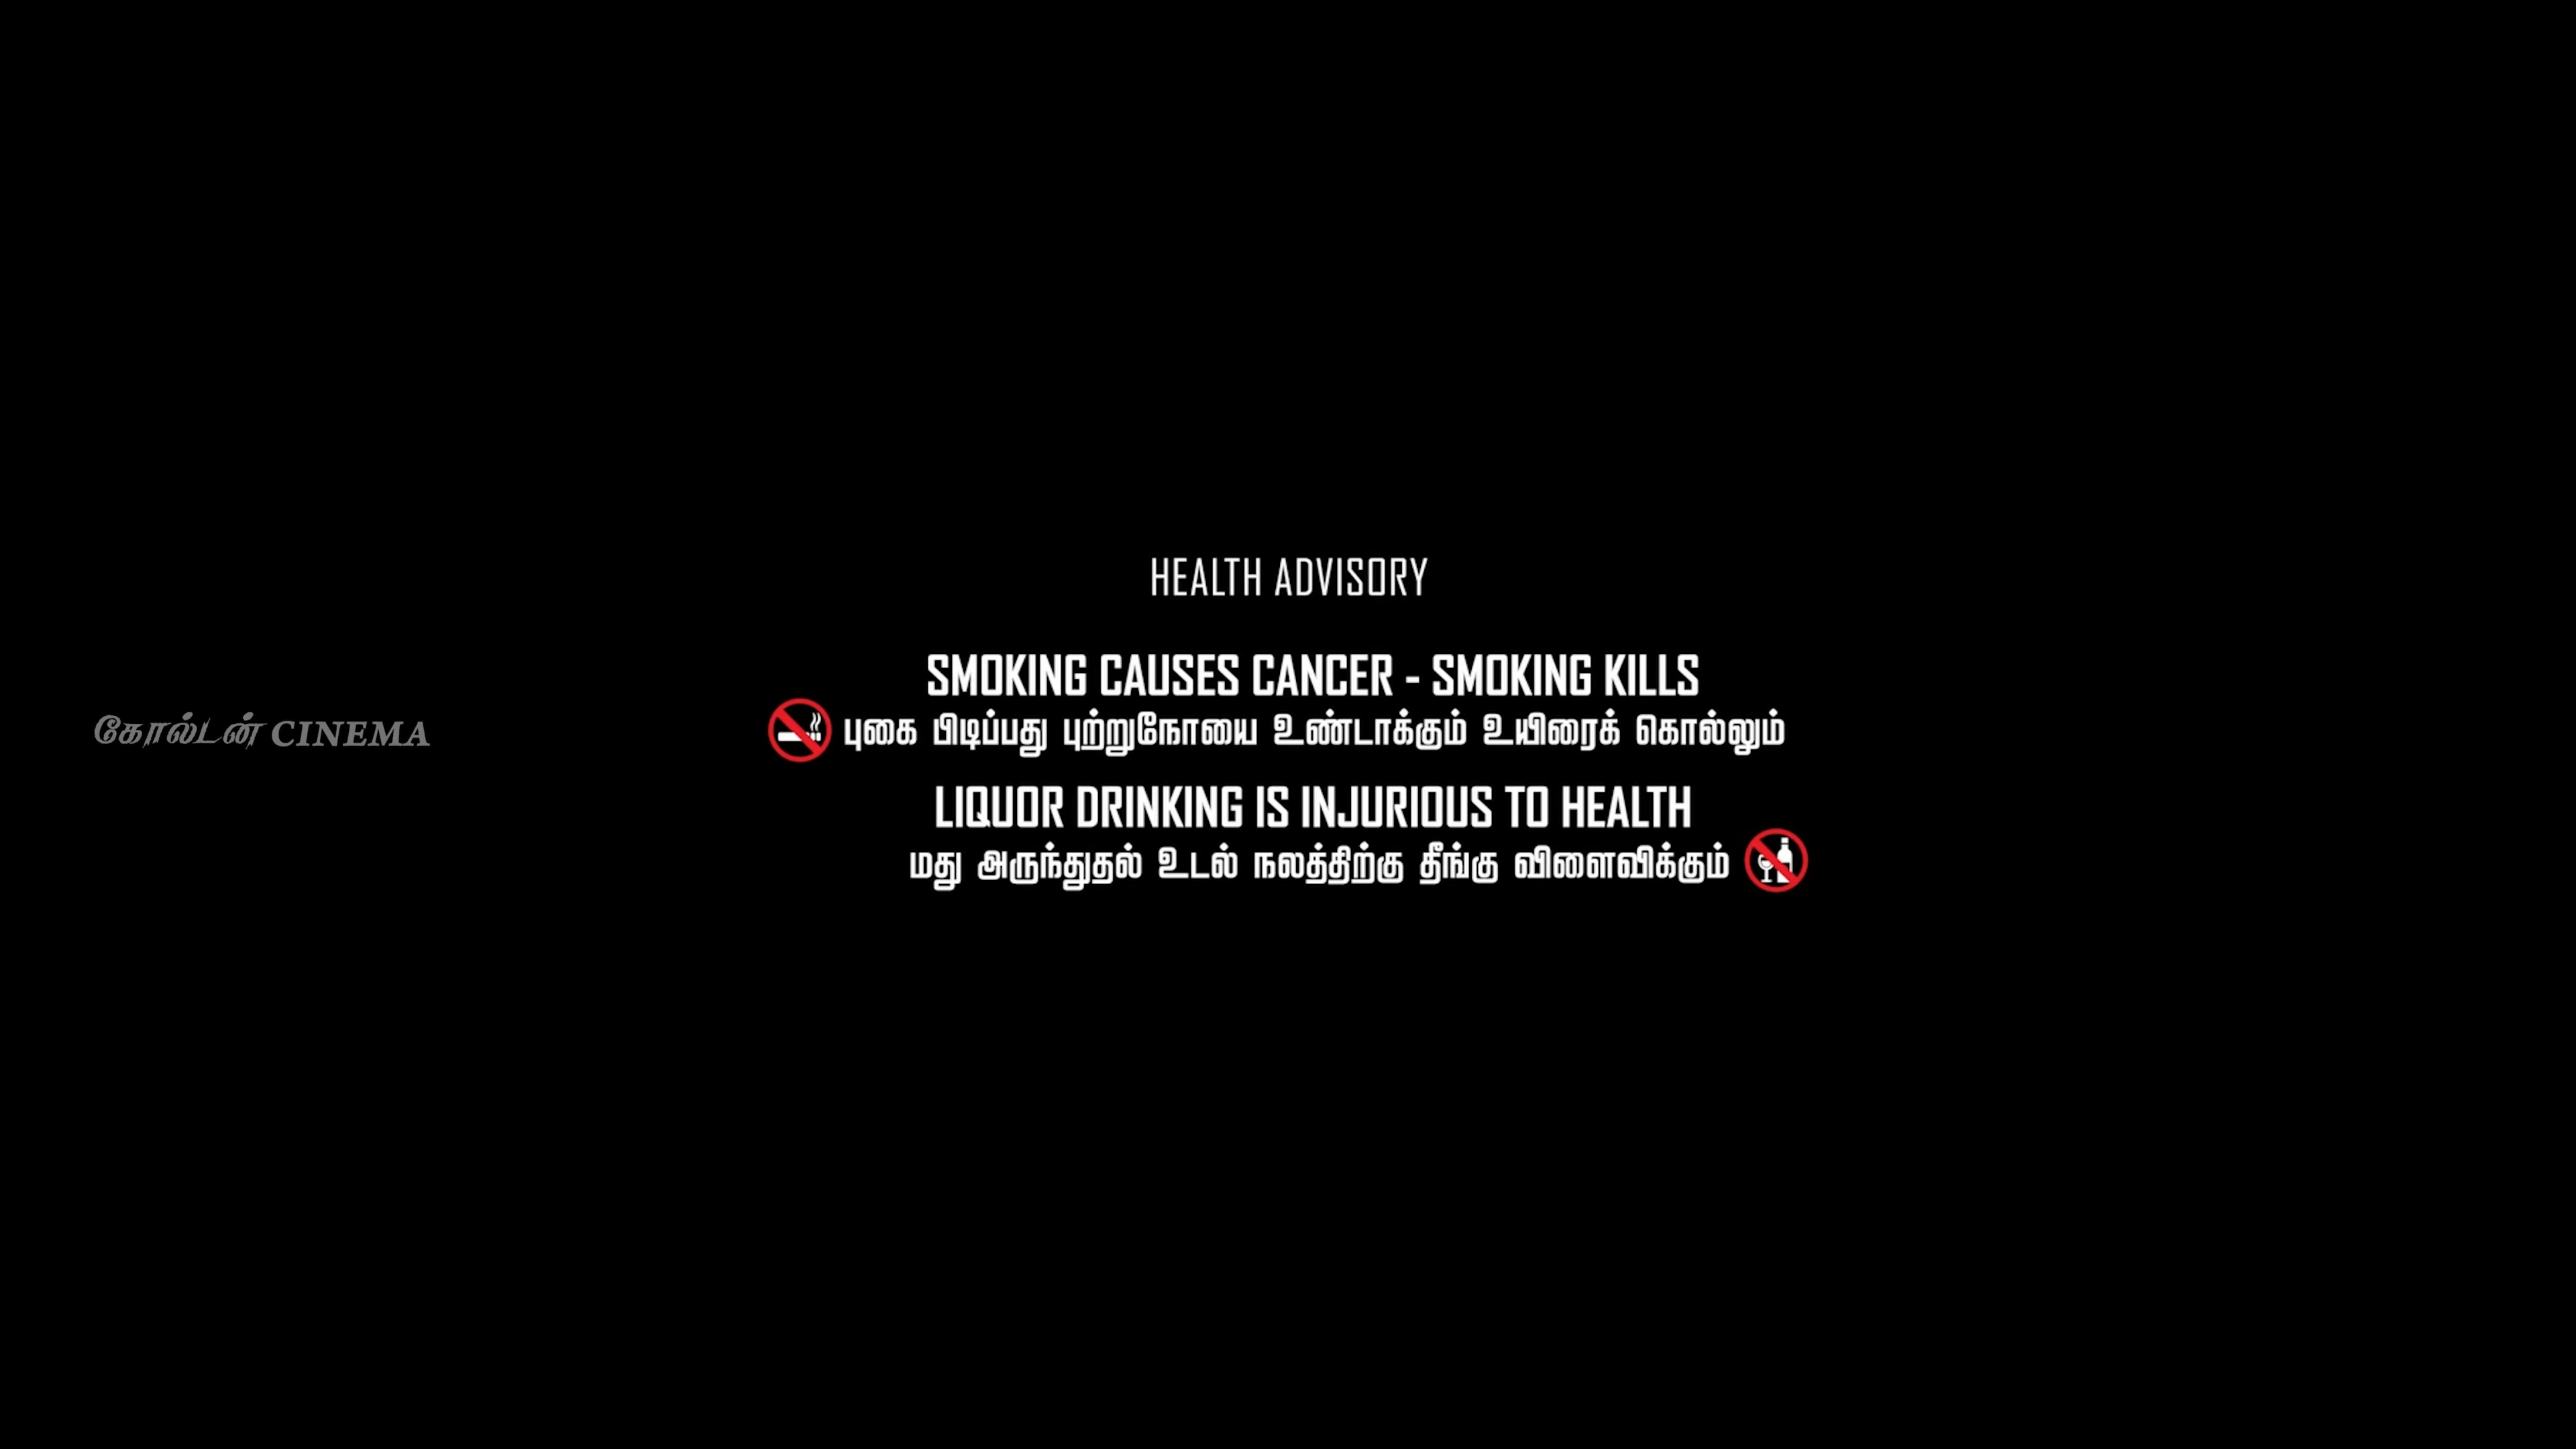 HEALTH ADVISORY
SMOKING CAUSES CANCER - SMOKING KILLS
புகை பிடிப்பது புற்றுநோயை உண்டாக்கும் உயிரைக் கொல்லும்
LIQUOR DRINKING IS INJURIOUS TO HEALTH
மது அருந்துதல் உடல் நலத்திற்கு தீங்கு விளைவிக்கும்
கோல்டன் CINEMA